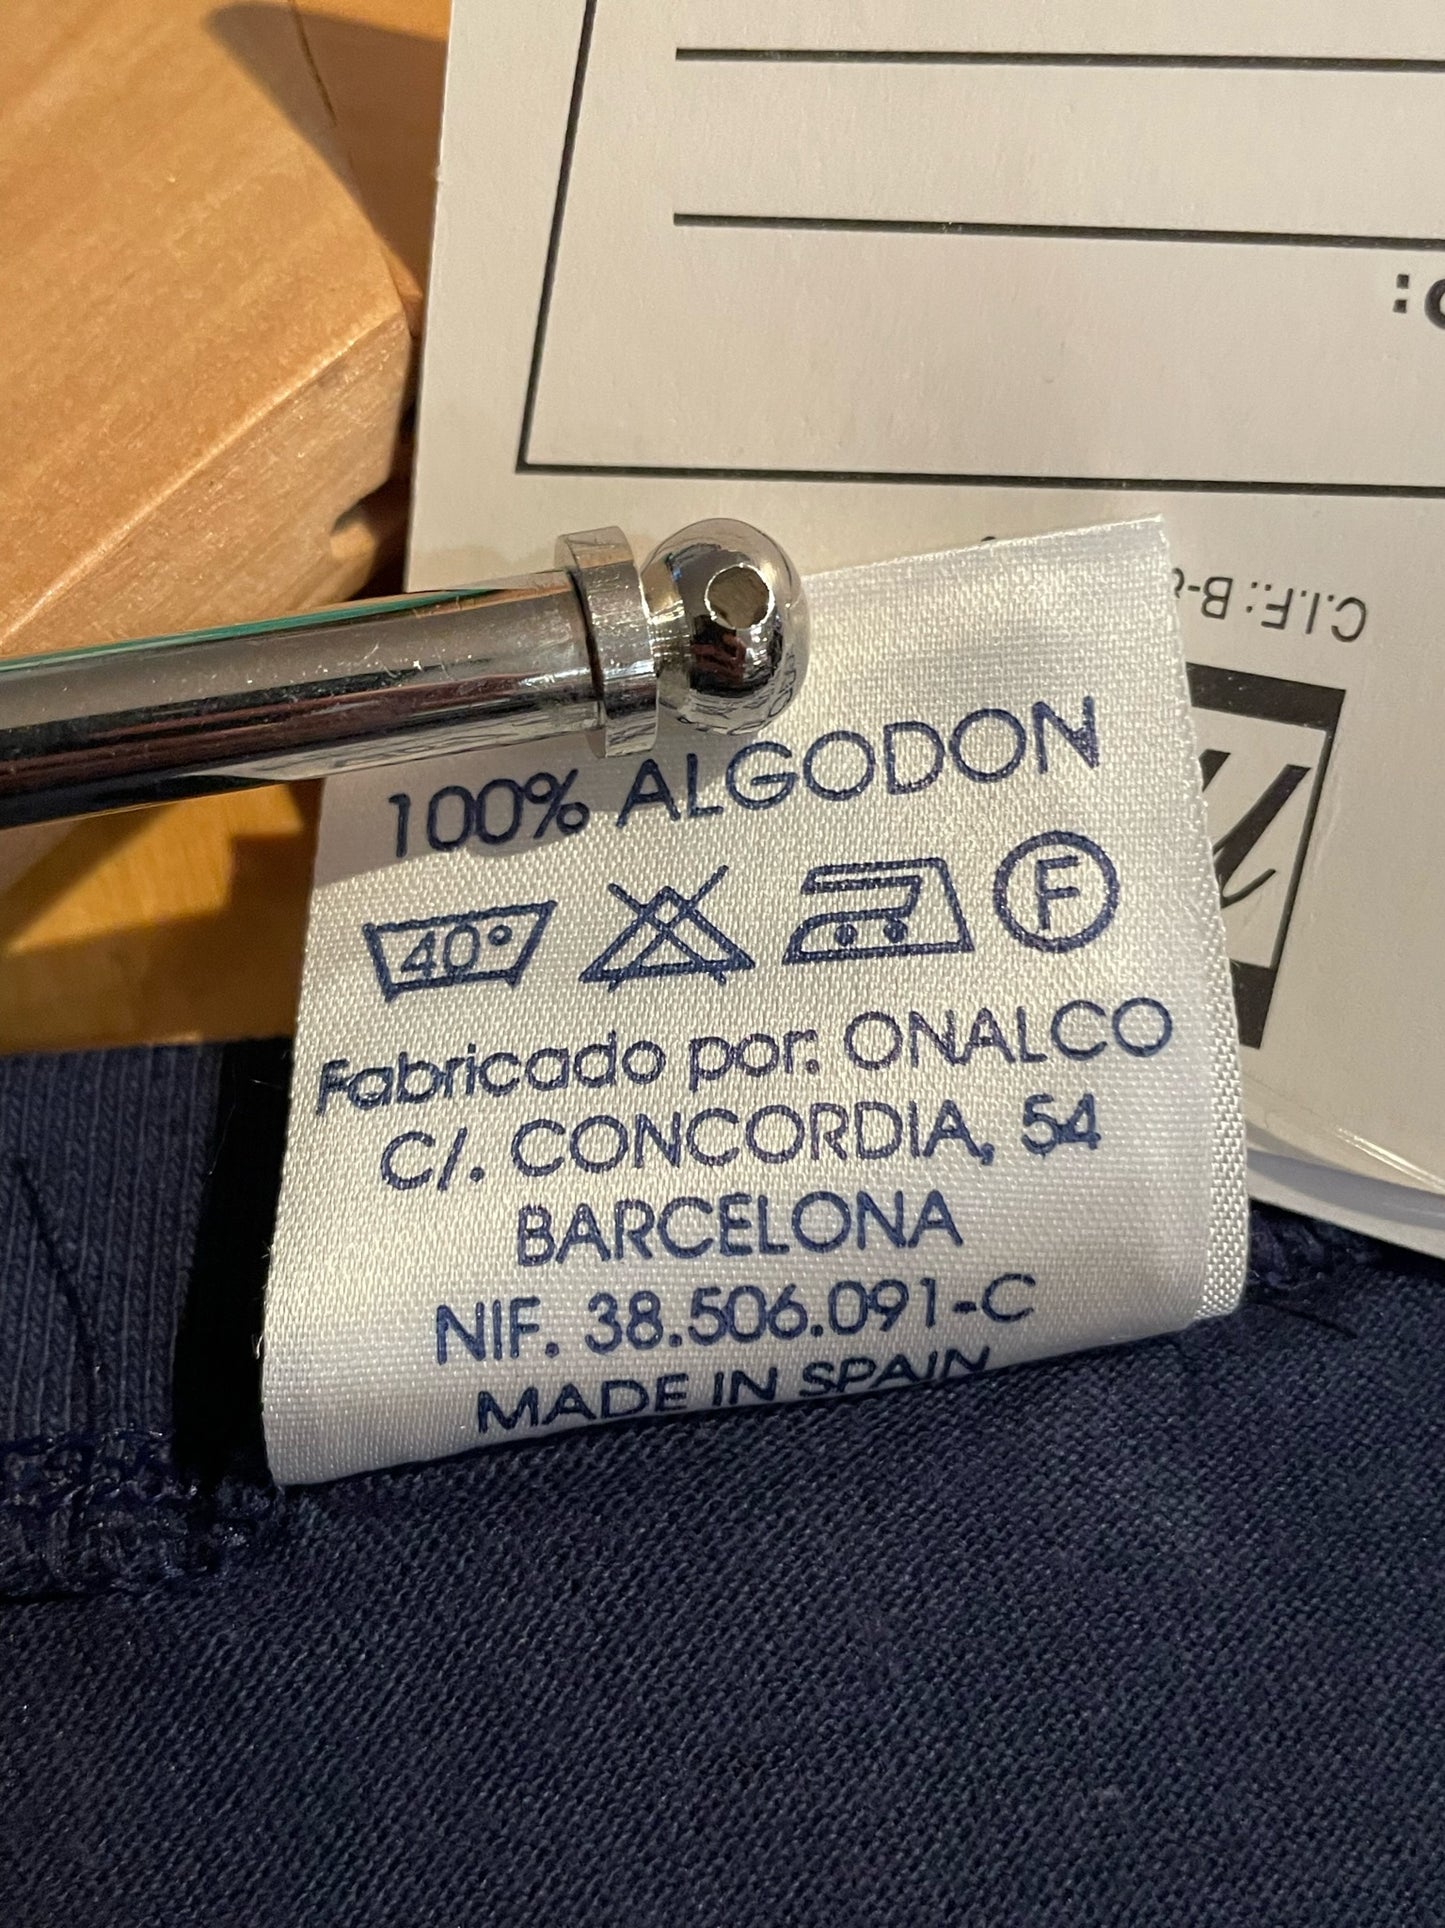 100% ALGODON
40°
F
Fabricado por: ONALCO
C/. CONCORDIA, 54
BARCELONA
NIF. 38.506.091-C
MADE IN SPAIN
C.I.F.: B-